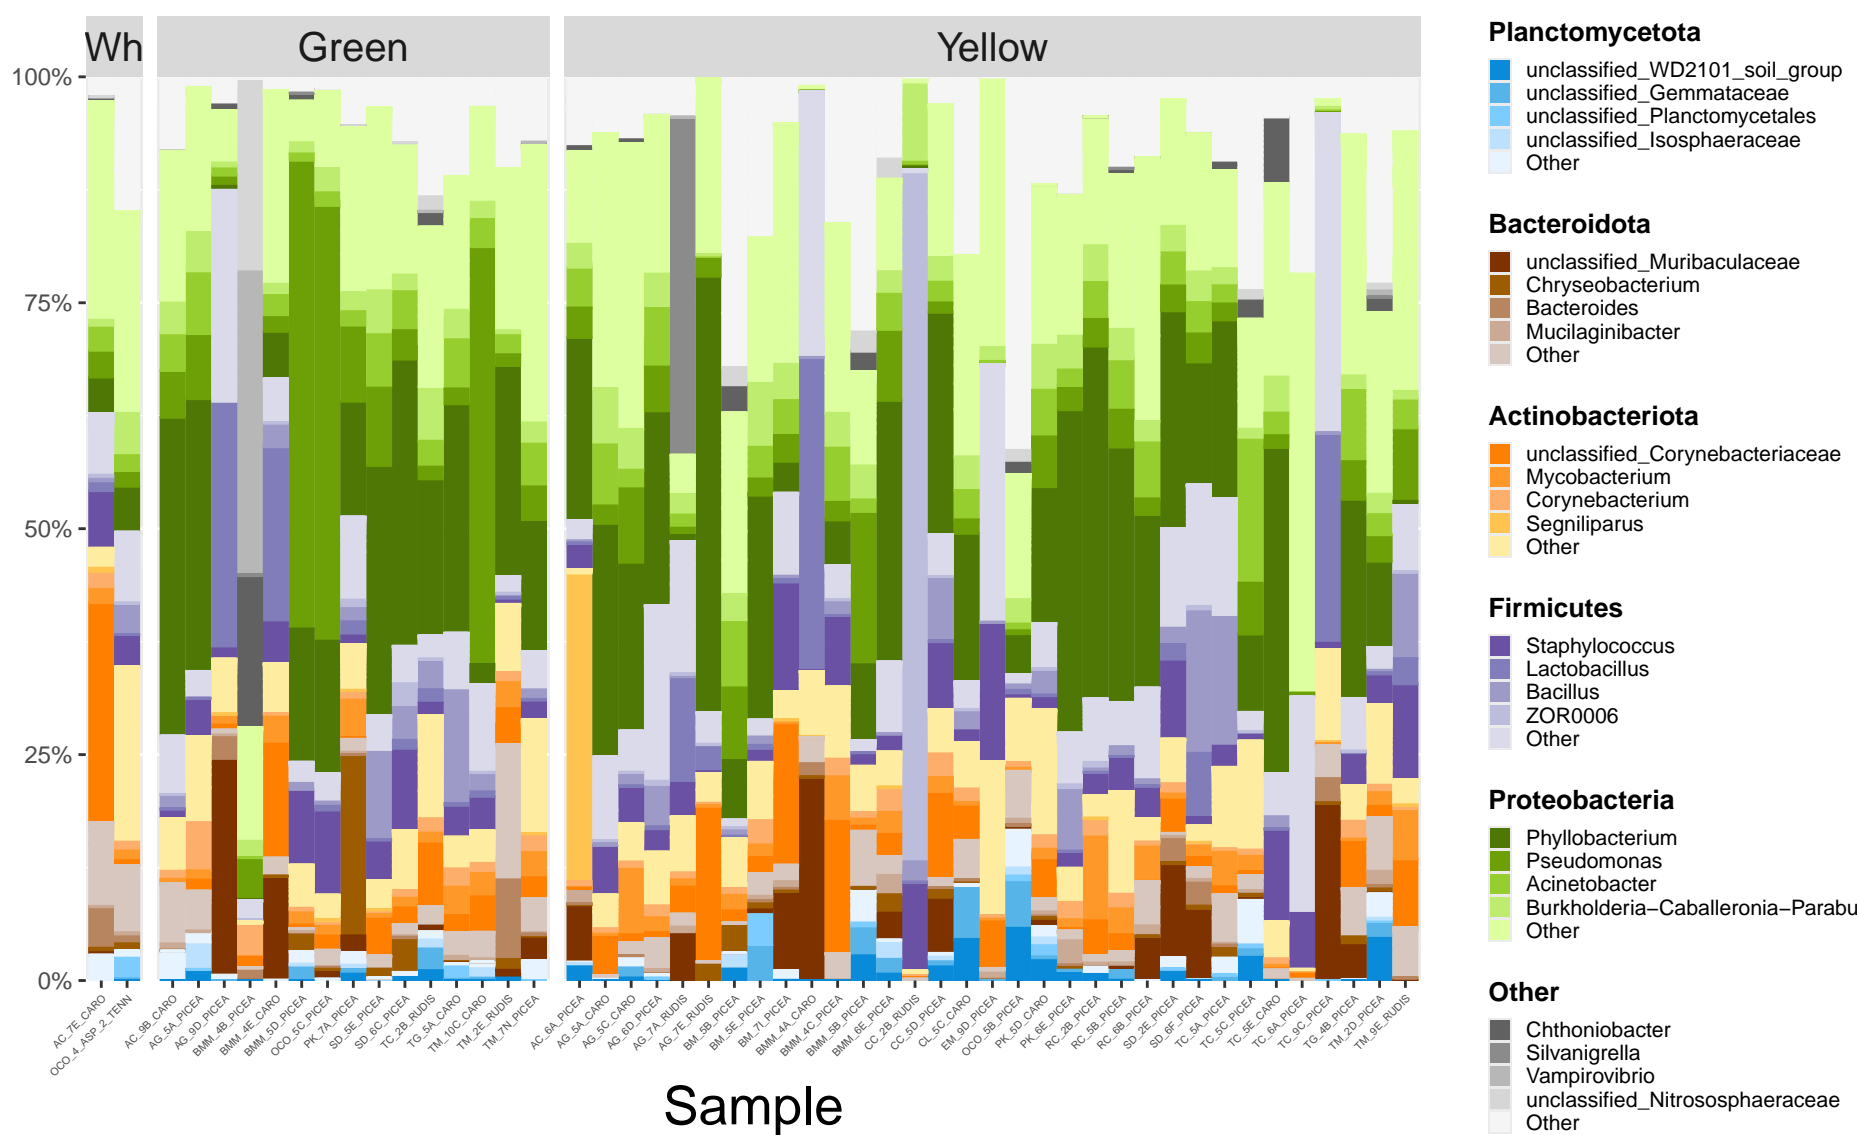 Wh
Green
Yellow
100%
75%
50%
25%
0%
AC_7E_CARO
OCO_4_ASP_2_TENN
AC_9B_CARO
AG_5A_PICEA
AG_9D_PICEA
BMM_4B_PICEA
BMM_4E_CARO
BMM_5D_PICEA
OCO_5C_PICEA
PK_7A_PICEA
SD_5E_PICEA
SD_6C_PICEA
TC_2B_RUDIS
TG_5A_CARO
TM_10C_CARO
TM_2E_RUDIS
TM_7N_PICEA
AC_6A_PICEA
AG_5A_CARO
AG_5C_CARO
AG_6D_PICEA
AG_7A_RUDIS
AG_7E_RUDIS
BM_5B_PICEA
BM_5E_PICEA
BM_7I_PICEA
BMM_4A_CARO
BMM_4C_PICEA
BMM_5B_PICEA
BMM_6E_PICEA
CC_2B_RUDIS
CC_5D_PICEA
CL_5C_CARO
EM_9D_PICEA
OCO_5B_PICEA
PK_5D_CARO
PK_6E_PICEA
RC_2B_PICEA
RC_5B_PICEA
RC_6B_PICEA
SD_2E_PICEA
SD_6F_PICEA
TC_5A_PICEA
TC_5C_PICEA
TC_5E_CARO
TC_6A_PICEA
TC_9C_PICEA
TG_4B_PICEA
TM_2D_PICEA
TM_9E_RUDIS
Sample
Planctomycetota
unclassified_WD2101_soil_group
unclassified_Gemmataceae
unclassified_Planctomycetales
unclassified_Isosphaeraceae
Other
Bacteroidota
unclassified_Muribaculaceae
Chryseobacterium
Bacteroides
Mucilaginibacter
Other
Actinobacteriota
unclassified_Corynebacteriaceae
Mycobacterium
Corynebacterium
Segniliparus
Other
Firmicutes
Staphylococcus
Lactobacillus
Bacillus
ZOR0006
Other
Proteobacteria
Phyllobacterium
Pseudomonas
Acinetobacter
Burkholderia−Caballeronia−Parabu
Other
Other
Chthoniobacter
Silvanigrella
Vampirovibrio
unclassified_Nitrososphaeraceae
Other